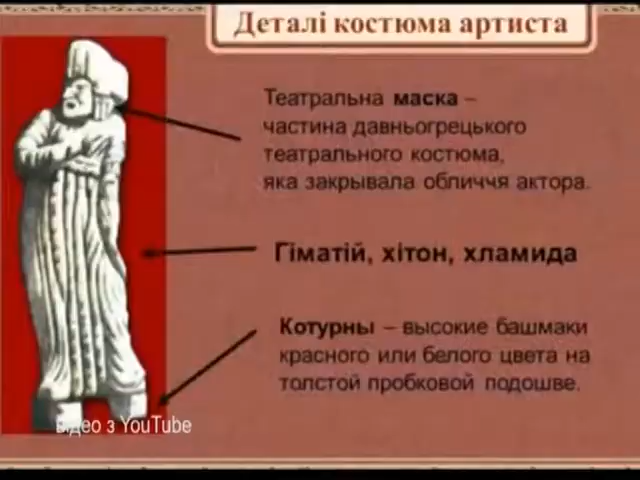 Деталі костюма артиста
Театральна маска –
частина давньогрецького
театрального костюма,
яка закрывала обличчя актора.
Гіматій, хітон, хламида
Котурны – высокие башмаки
красного или белого цвета на
толстой пробковой подошве.
Відео з YouTube